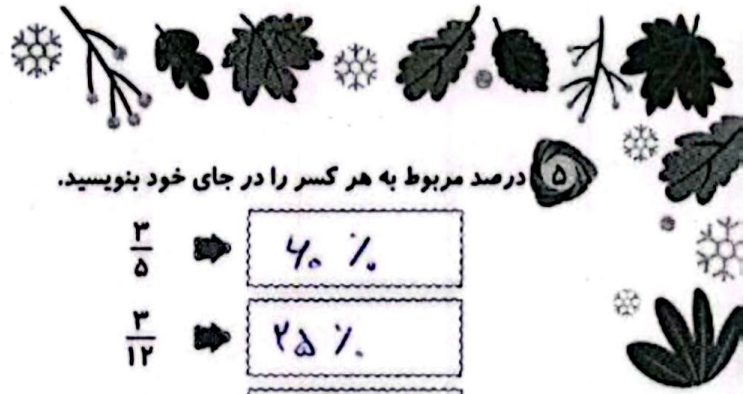 ۵ درصد مربوط به هر کسر را در جای خود بنویسید.
۳/۵ ۶۰ %
۳/۱۲ ۲۵ %